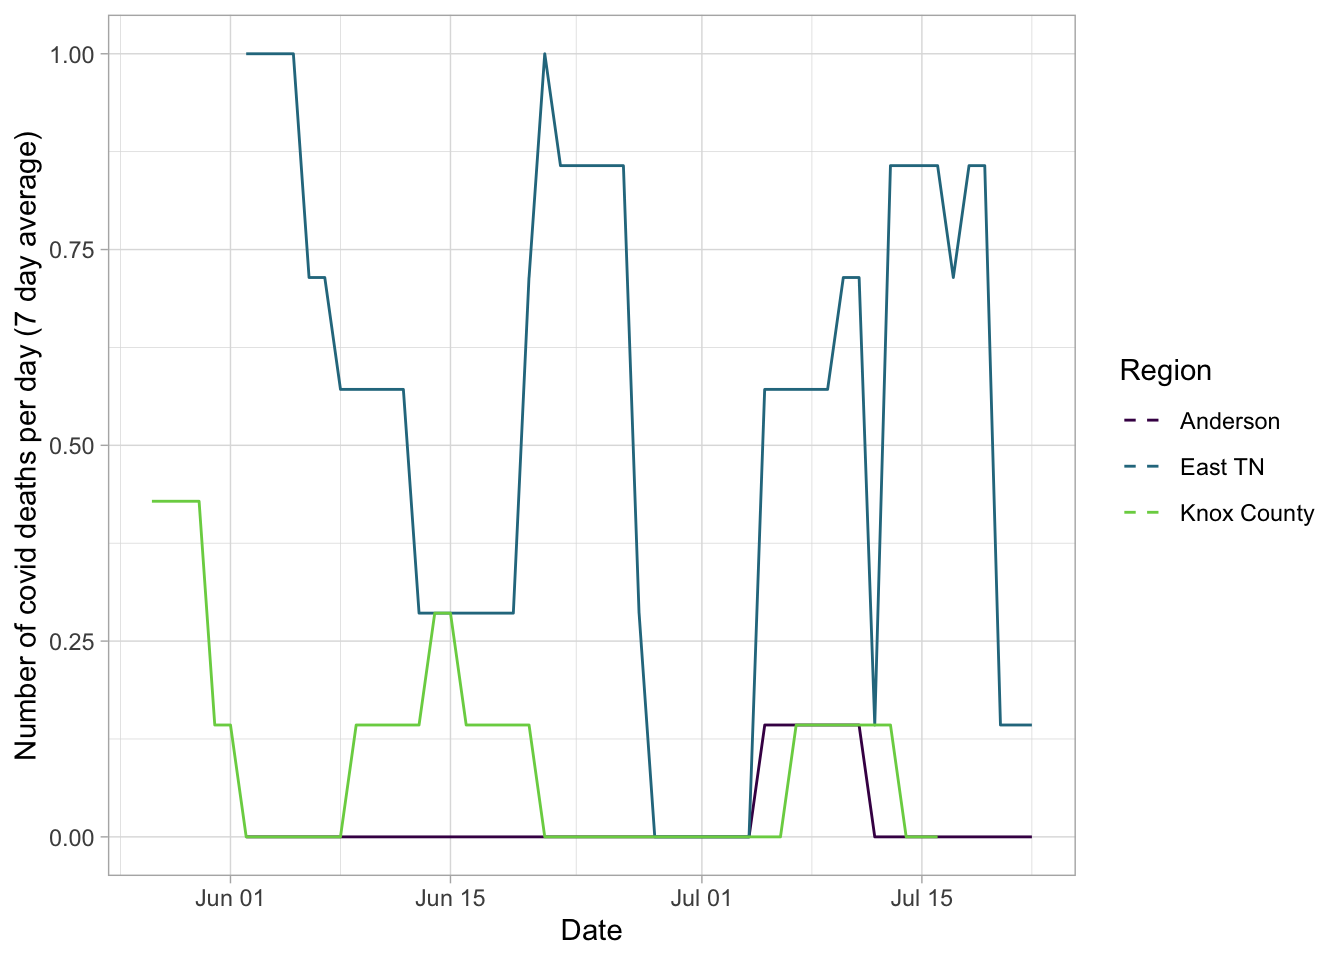 Number of covid deaths per day (7 day average)
1.00
0.75
0.50
0.25
0.00
Jun 01
Jun 15
Jul 01
Jul 15
Date
Region
Anderson
East TN
Knox County